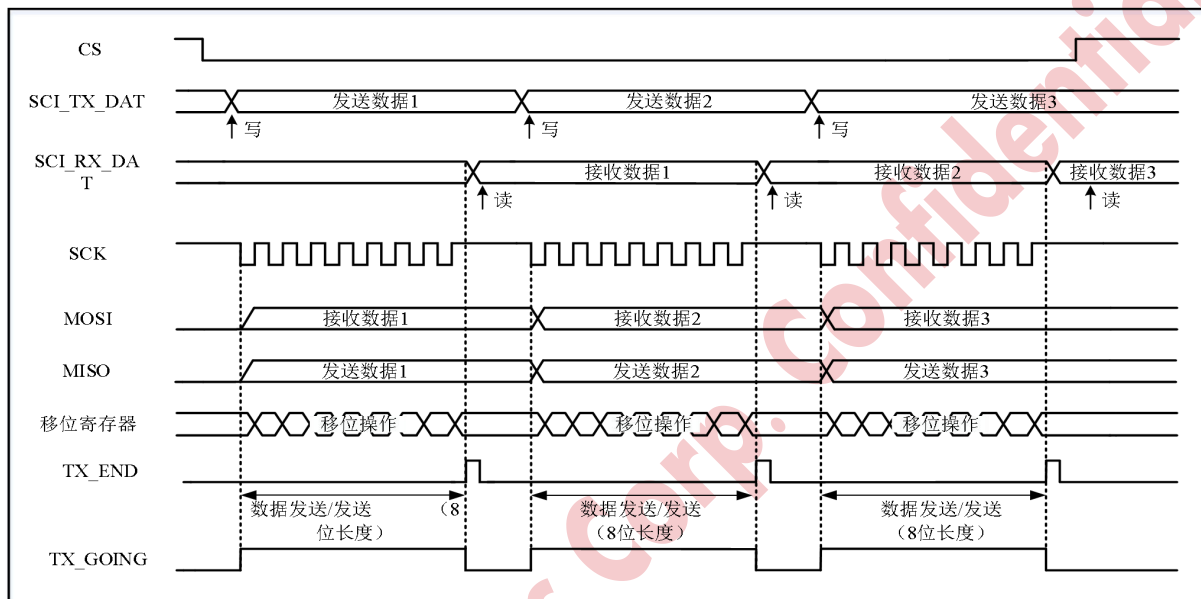 CS
SCI_TX_DAT 发送数据1 发送数据2 发送数据3
写 写 写
SCI_RX_DA
T
接收数据1 接收数据2 接收数据3
读 读 读
SCK
MOSI 接收数据1 接收数据2 接收数据3
MISO 发送数据1 发送数据2 发送数据3
移位寄存器 移位操作 移位操作 移位操作
TX_END
数据发送/发送 （8 数据发送/发送 数据发送/发送
位长度） （8位长度） （8位长度）
TX_GOING
s Corp. Confidential